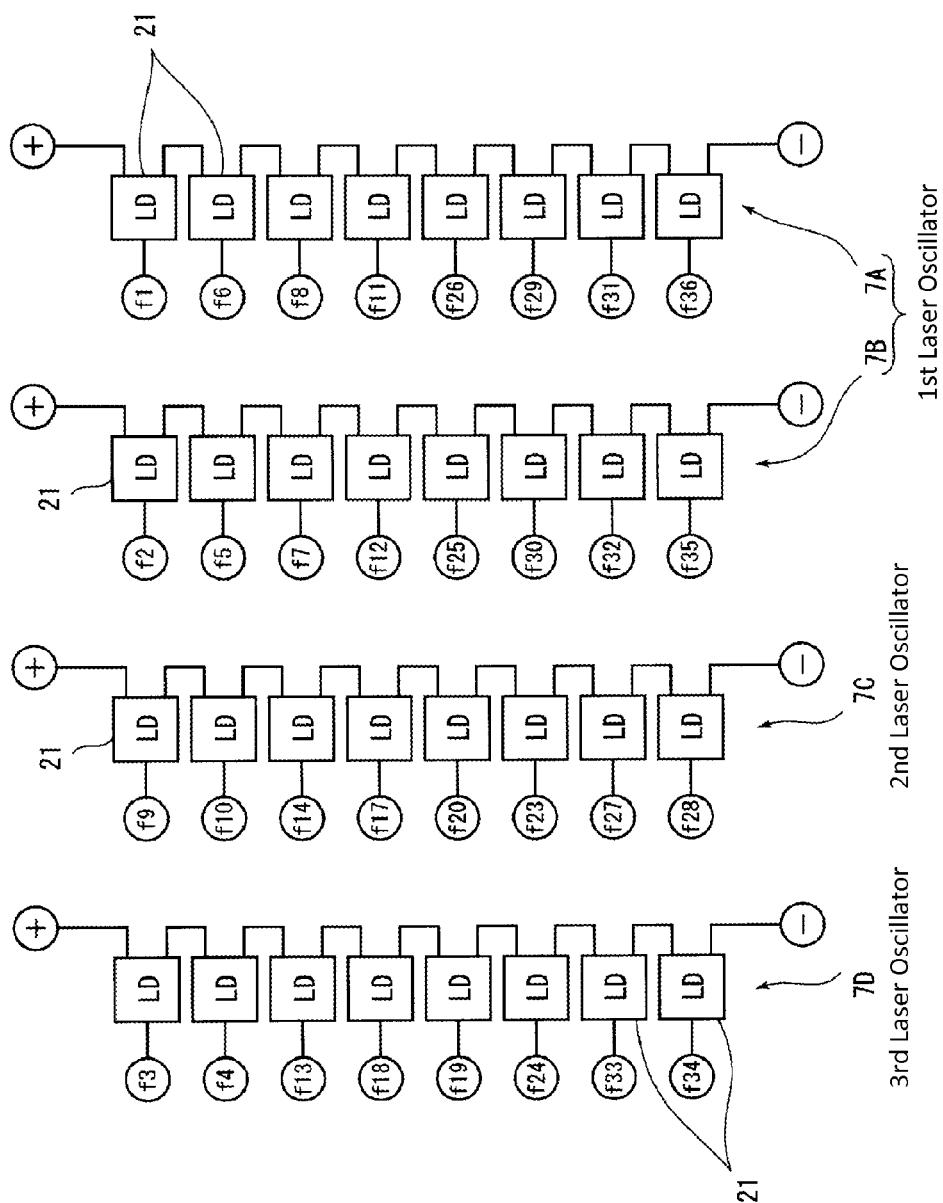 21
+
LD
LD
LD
LD
LD
LD
LD
LD
−
f1
f6
f8
f11
f26
f29
f31
f36
7A
21
+
LD
LD
LD
LD
LD
LD
LD
LD
−
f2
f5
f7
f12
f25
f30
f32
f35
7B
1st Laser Oscillator
21
+
LD
LD
LD
LD
LD
LD
LD
LD
−
f9
f10
f14
f17
f20
f23
f27
f28
7C
2nd Laser Oscillator
+
LD
LD
LD
LD
LD
LD
LD
LD
−
f3
f4
f13
f18
f19
f24
f33
f34
21
7D
3rd Laser Oscillator